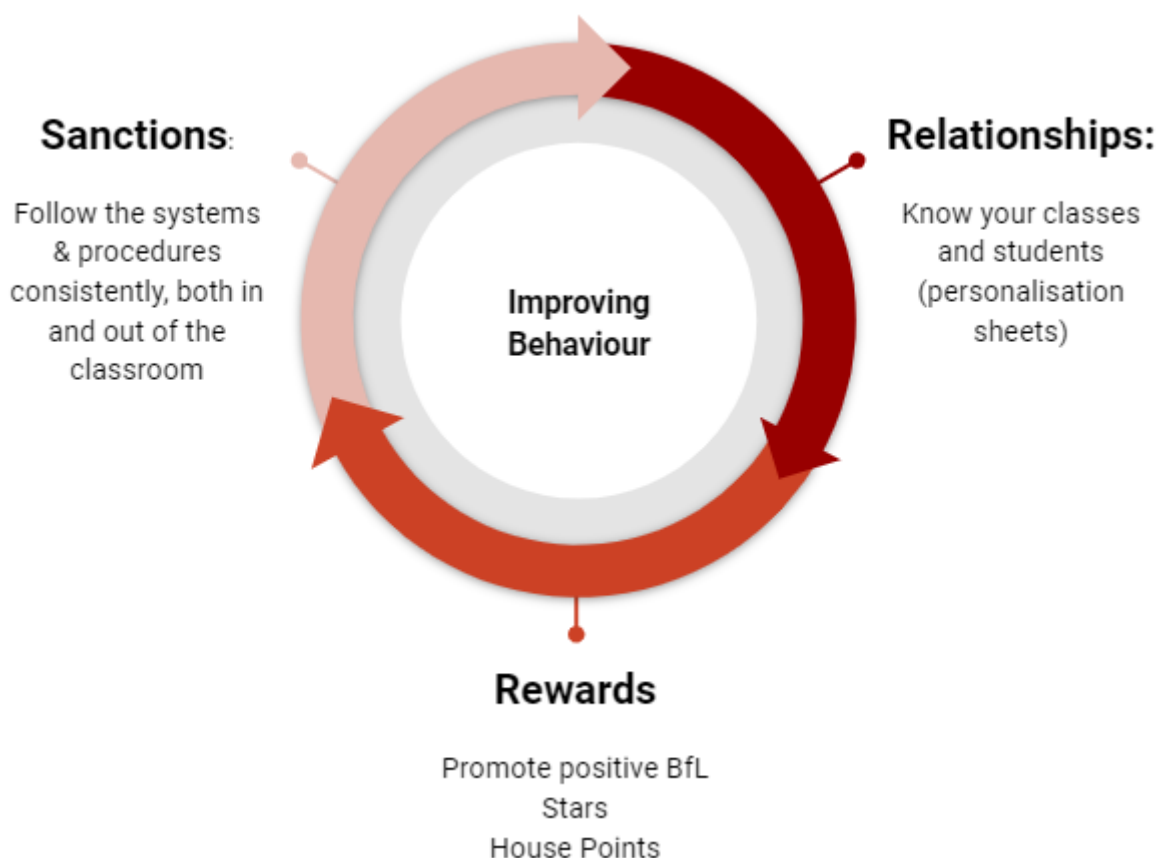 Sanctions:
Follow the systems
& procedures
consistently, both in
and out of the
classroom
Improving
Behaviour
Relationships:
Know your classes
and students
(personalisation
sheets)
Rewards
Promote positive BfL
Stars
House Points